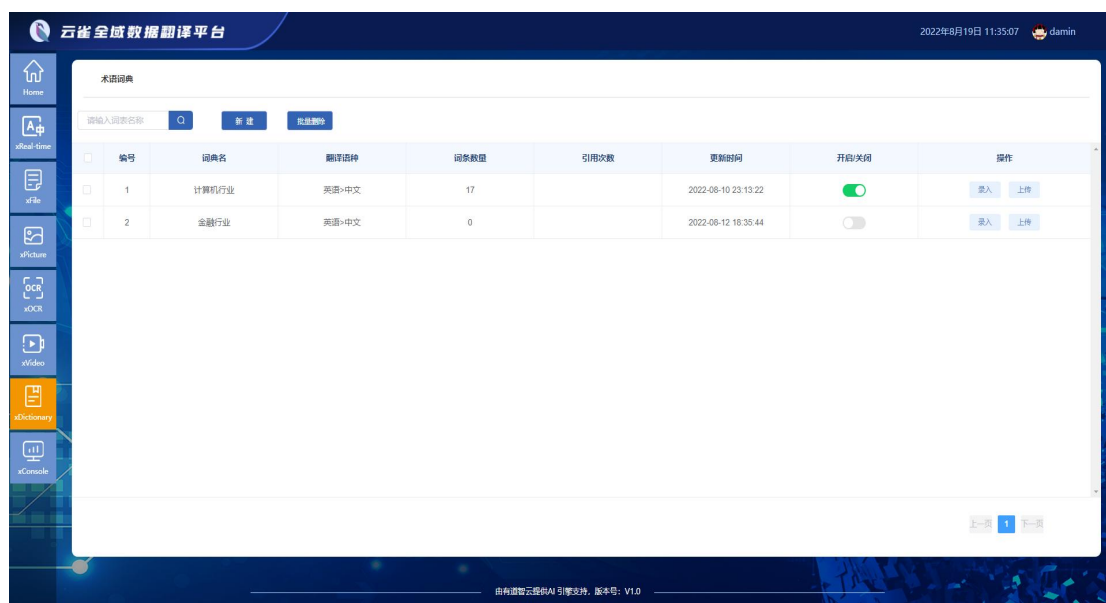 云雀全域数据翻译平台
2022年8月19日 11:35:07 damin
Home
xReal-time
xFile
xPicture
OCR
xOCR
xVideo
xDictionary
xConsole
术语词典
请输入词表名称 新 建 批量删除
编号 词典名 翻译语种 词条数量 引用次数 更新时间 开启/关闭 操作
1 计算机行业 英语>中文 17 2022-08-10 23:13:22 录入 上传
2 金融行业 英语>中文 0 2022-08-12 18:35:44 录入 上传
上一页 1 下一页
由有道智云提供AI 引擎支持，版本号：V1.0